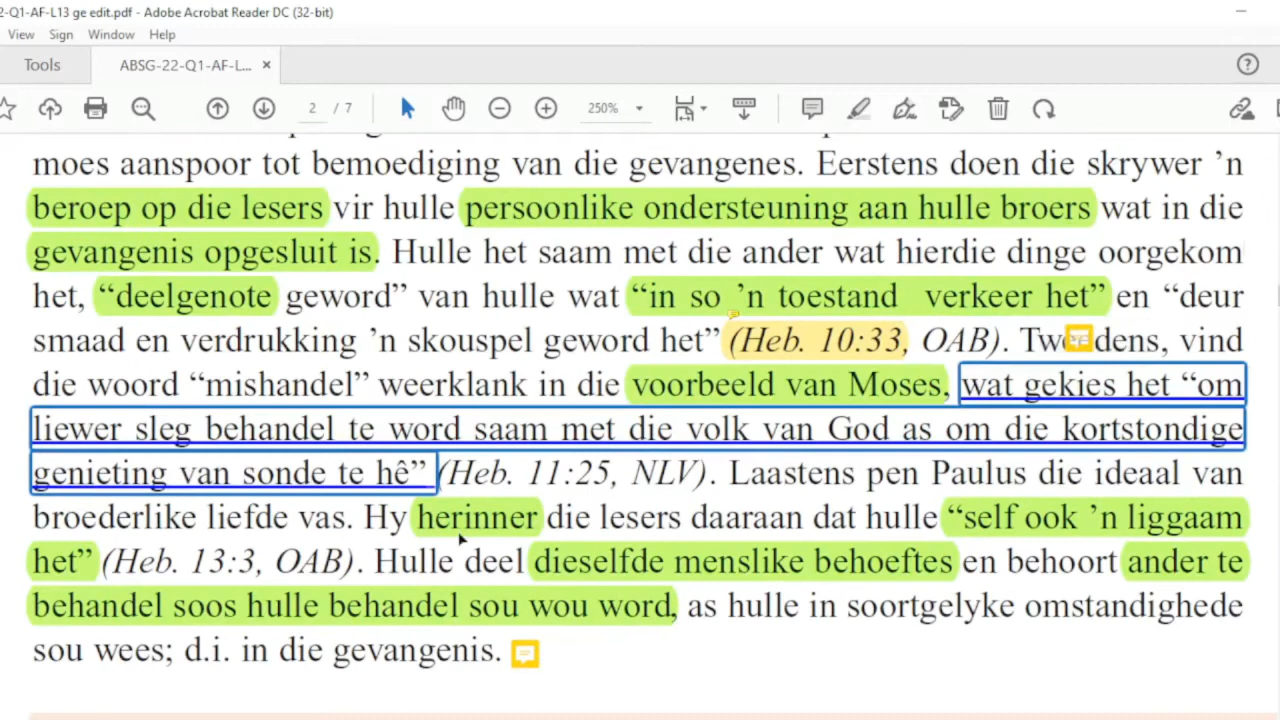 2-Q1-AF-L13 ge edit.pdf - Adobe Acrobat Reader DC (32-bit)
View Sign Window Help
Tools ABSG-22-Q1-AF-L... ×
2 / 7 250%
moes aanspoor tot bemoediging van die gevangenes. Eerstens doen die skrywer ’n
beroep op die lesers vir hulle persoonlike ondersteuning aan hulle broers wat in die
gevangenis opgesluit is. Hulle het saam met die ander wat hierdie dinge oorgekom
het, “deelgenote geword” van hulle wat “in so ’n toestand verkeer het” en “deur
smaad en verdrukking ’n skouspel geword het” (Heb. 10:33, OAB). Tweedens, vind
die woord “mishandel” weerklank in die voorbeeld van Moses, wat gekies het “om
liewer sleg behandel te word saam met die volk van God as om die kortstondige
genieting van sonde te hê” (Heb. 11:25, NLV). Laastens pen Paulus die ideaal van
broederlike liefde vas. Hy herinner die lesers daaraan dat hulle “self ook ’n liggaam
het” (Heb. 13:3, OAB). Hulle deel dieselfde menslike behoeftes en behoort ander te
behandel soos hulle behandel sou wou word, as hulle in soortgelyke omstandighede
sou wees; d.i. in die gevangenis.